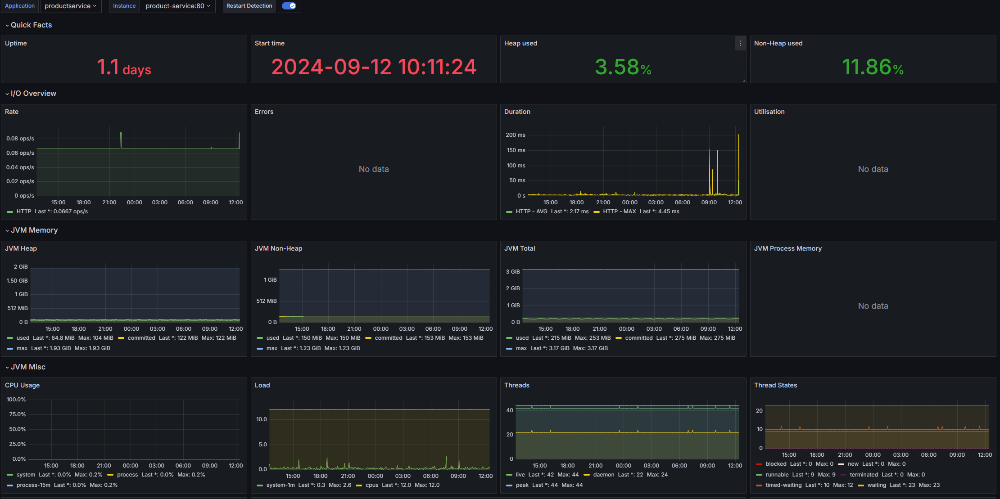 Application productservice Instance product-service:80 Restart Detection
Quick Facts
Uptime
1.1 days
Start time
2024-09-12 10:11:24
Heap used
3.58%
Non-Heap used
11.86%
I/O Overview
Rate
0.08 ops/s
0.06 ops/s
0.04 ops/s
0.02 ops/s
0 ops/s
15:00 18:00 21:00 00:00 03:00 06:00 09:00 12:00
HTTP Last *: 0.0667 ops/s
Errors
No data
Duration
200 ms
150 ms
100 ms
50 ms
0 s
15:00 18:00 21:00 00:00 03:00 06:00 09:00 12:00
HTTP - AVG Last *: 2.17 ms HTTP - MAX Last *: 4.45 ms
Utilisation
No data
JVM Memory
JVM Heap
2 GiB
1.50 GiB
1 GiB
512 MiB
0 B
15:00 18:00 21:00 00:00 03:00 06:00 09:00 12:00
used Last *: 64.8 MiB Max: 104 MiB committed Last *: 122 MiB Max: 122 MiB
max Last *: 1.93 GiB Max: 1.93 GiB
JVM Non-Heap
1 GiB
512 MiB
0 B
15:00 18:00 21:00 00:00 03:00 06:00 09:00 12:00
used Last *: 150 MiB Max: 150 MiB committed Last *: 153 MiB Max: 153 MiB
max Last *: 1.23 GiB Max: 1.23 GiB
JVM Total
3 GiB
2 GiB
1 GiB
0 B
15:00 18:00 21:00 00:00 03:00 06:00 09:00 12:00
used Last *: 215 MiB Max: 253 MiB committed Last *: 275 MiB Max: 275 MiB
max Last *: 3.17 GiB Max: 3.17 GiB
JVM Process Memory
No data
JVM Misc
CPU Usage
100.0%
75.0%
50.0%
25.0%
0.0%
15:00 18:00 21:00 00:00 03:00 06:00 09:00 12:00
system Last *: 0.0% Max: 0.2% process Last *: 0.0% Max: 0.2%
process-15m Last *: 0.0% Max: 0.2%
Load
10.0
5.0
0.0
15:00 18:00 21:00 00:00 03:00 06:00 09:00 12:00
system-1m Last *: 0.3 Max: 2.6 cpus Last *: 12.0 Max: 12.0
Threads
40
20
0
15:00 18:00 21:00 00:00 03:00 06:00 09:00 12:00
live Last *: 42 Max: 44 daemon Last *: 22 Max: 24
peak Last *: 44 Max: 44
Thread States
20
10
0
15:00 18:00 21:00 00:00 03:00 06:00 09:00 12:00
blocked Last *: 0 Max: 0 new Last *: 0 Max: 0
runnable Last *: 9 Max: 9 terminated Last *: 0 Max: 0
timed-waiting Last *: 10 Max: 12 waiting Last *: 23 Max: 23